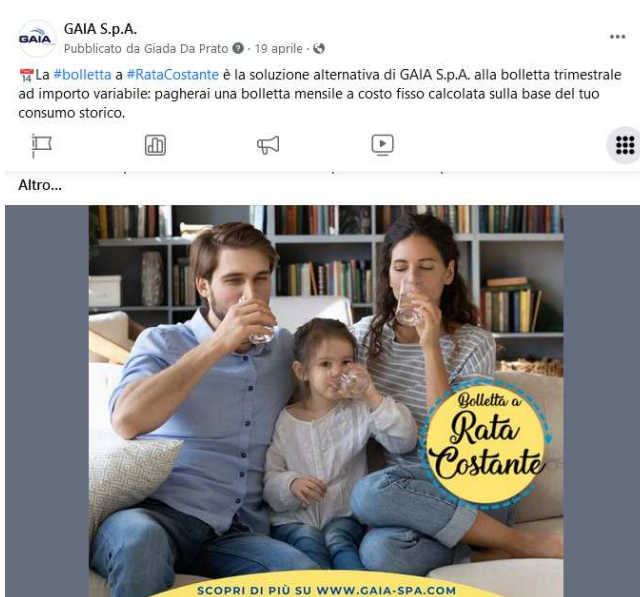 GAIA
GAIA S.p.A.
Pubblicato da Giada Da Prato · 19 aprile ·
14 La #bolletta a #RataCostante è la soluzione alternativa di GAIA S.p.A. alla bolletta trimestrale
ad importo variabile: pagherai una bolletta mensile a costo fisso calcolata sulla base del tuo
consumo storico.
Altro...
Bolletta a
Rata
Costante
SCOPRI DI PIÙ SU WWW.GAIA-SPA.COM